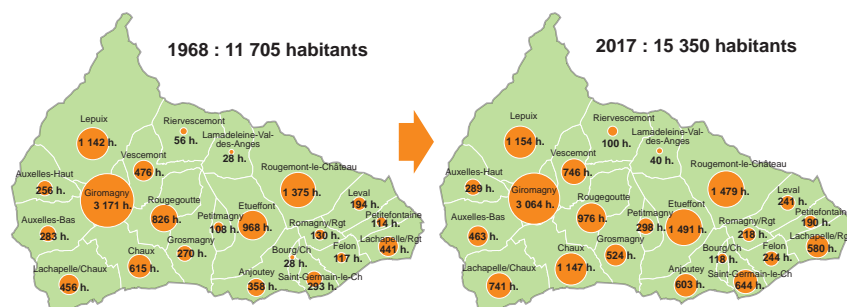 1968 : 11 705 habitants
Lepuix
1 142 h.
Riervescemont
56 h.
Lamadeleine-Val-
des-Anges
28 h.
Auxelles-Haut
256 h.
Vescemont
476 h.
Rougemont-le-Château
1 375 h.
Giromagny
3 171 h.
Rougegoutte
826 h.
Leval
194 h.
Auxelles-Bas
283 h.
Petitmagny
108 h.
Etueffont
968 h.
Romagny/Rgt
130 h.
Petitefontaine
114 h.
Chaux
615 h.
Grosmagny
270 h.
Bourg/Ch
28 h.
Felon
117 h.
Lachapelle/Rgt
441 h.
Lachapelle/Chaux
456 h.
Anjoutey
358 h.
Saint-Germain-le-Ch
293 h.
2017 : 15 350 habitants
Lepuix
1 154 h.
Riervescemont
100 h.
Lamadeleine-Val-
des-Anges
40 h.
Auxelles-Haut
289 h.
Vescemont
746 h.
Rougemont-le-Château
1 479 h.
Giromagny
3 064 h.
Rougegoutte
976 h.
Leval
241 h.
Auxelles-Bas
463 h.
Petitmagny
298 h.
Etueffont
1 491 h.
Romagny/Rgt
218 h.
Petitefontaine
190 h.
Chaux
1 147 h.
Grosmagny
524 h.
Bourg/Ch
118 h.
Felon
244 h.
Lachapelle/Rgt
580 h.
Lachapelle/Chaux
741 h.
Anjoutey
603 h.
Saint-Germain-le-Ch
644 h.